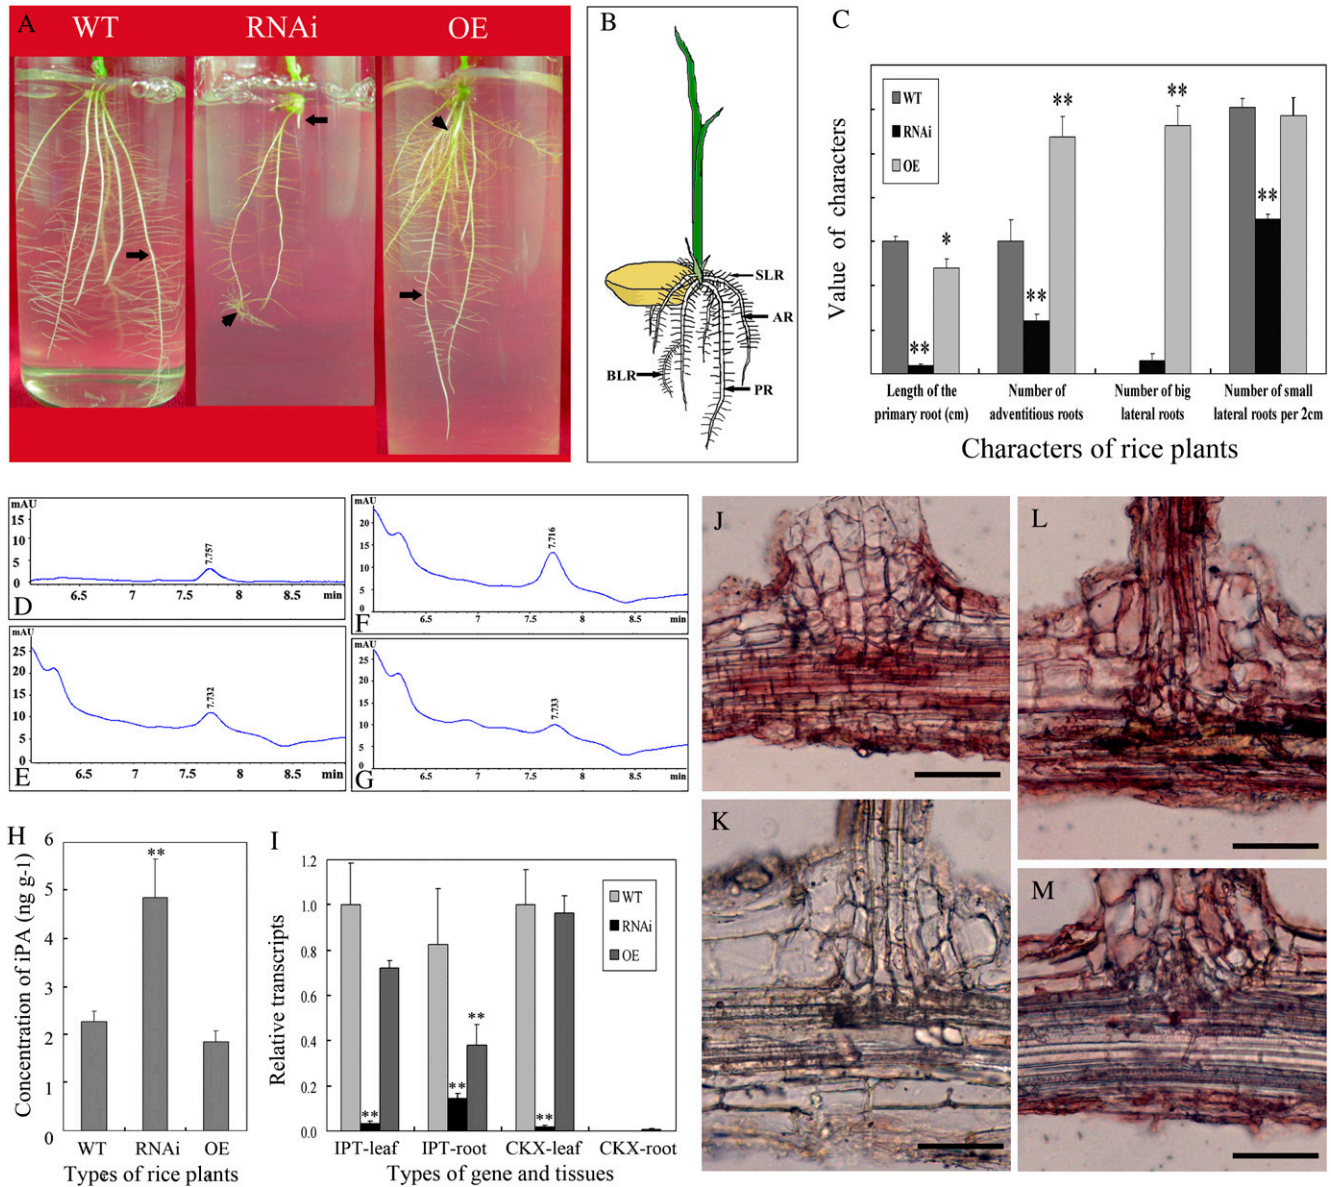 A
WT
RNAi
OE
B
SLR
AR
BLR
PR
C
Value of characters
WT
RNAi
OE
**
*
**
**
**
**
Length of the primary root (cm)
Number of adventitious roots
Number of big lateral roots
Number of small lateral roots per 2cm
Characters of rice plants
mAU
15
10
5
0
7.757
6.5 7 7.5 8 8.5 min
D
mAU
20
15
10
5
0
7.716
6.5 7 7.5 8 8.5 min
F
mAU
25
20
15
10
5
0
7.732
6.5 7 7.5 8 8.5 min
E
mAU
25
20
15
10
5
0
7.733
6.5 7 7.5 8 8.5 min
G
H
Concentration of iPA (ng g-1)
6
5
4
3
2
1
0
**
WT RNAi OE
Types of rice plants
I
Relative transcripts
1.2
1.0
0.8
0.6
0.4
0.2
0.0
WT
RNAi
OE
**
**
**
**
IPT-leaf IPT-root CKX-leaf CKX-root
Types of gene and tissues
J
L
K
M